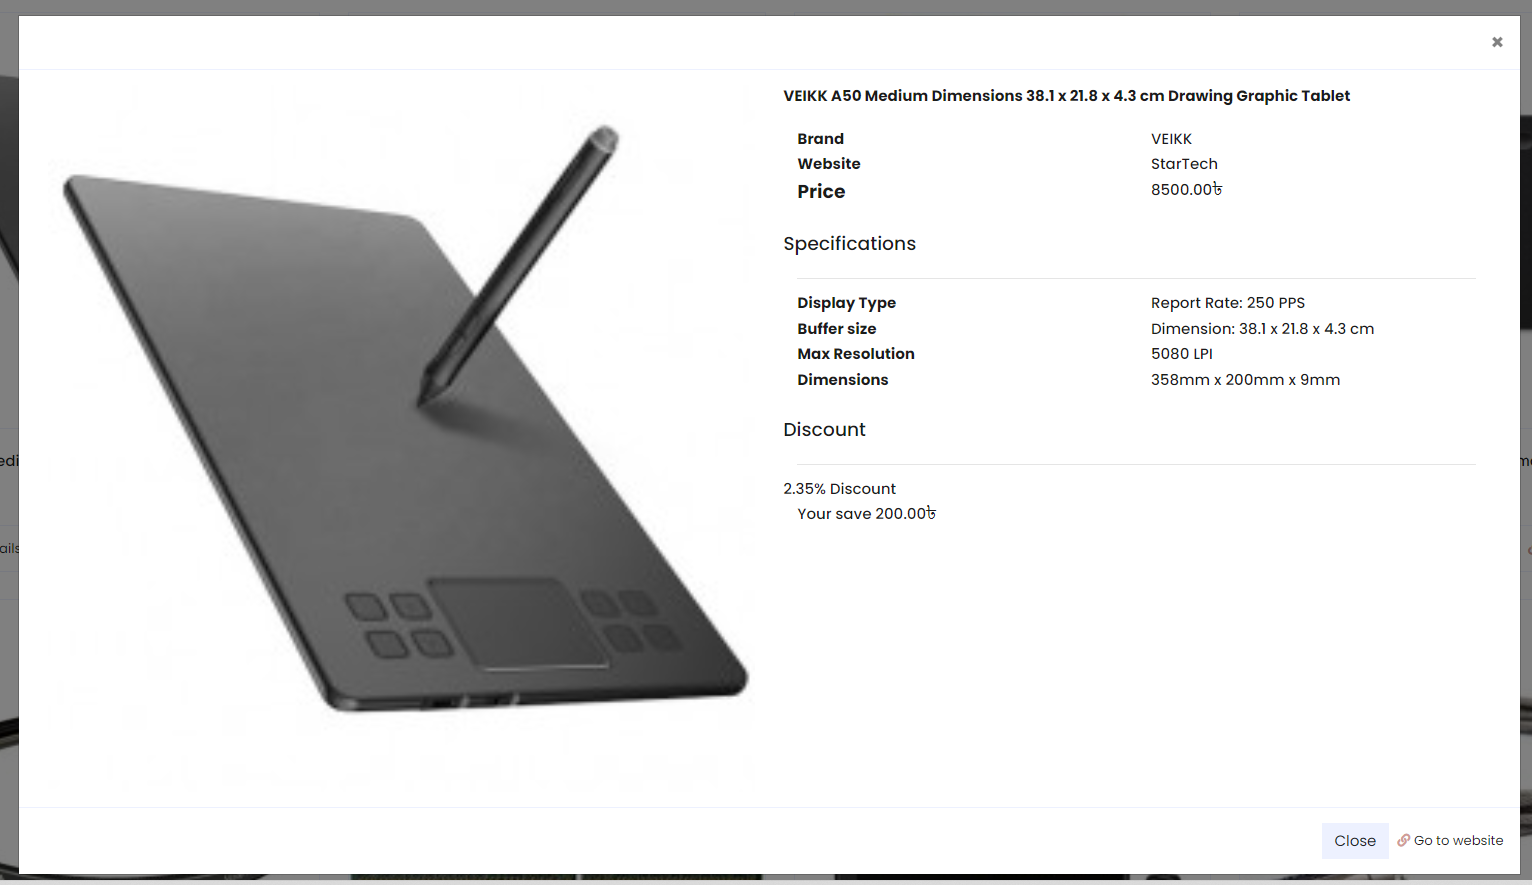 ✖
VEIKK A50 Medium Dimensions 38.1 x 21.8 x 4.3 cm Drawing Graphic Tablet
Brand VEIKK
Website StarTech
Price 8500.00৳
Specifications
Display Type Report Rate: 250 PPS
Buffer size Dimension: 38.1 x 21.8 x 4.3 cm
Max Resolution 5080 LPI
Dimensions 358mm x 200mm x 9mm
Discount
2.35% Discount
Your save 200.00৳
Close Go to website